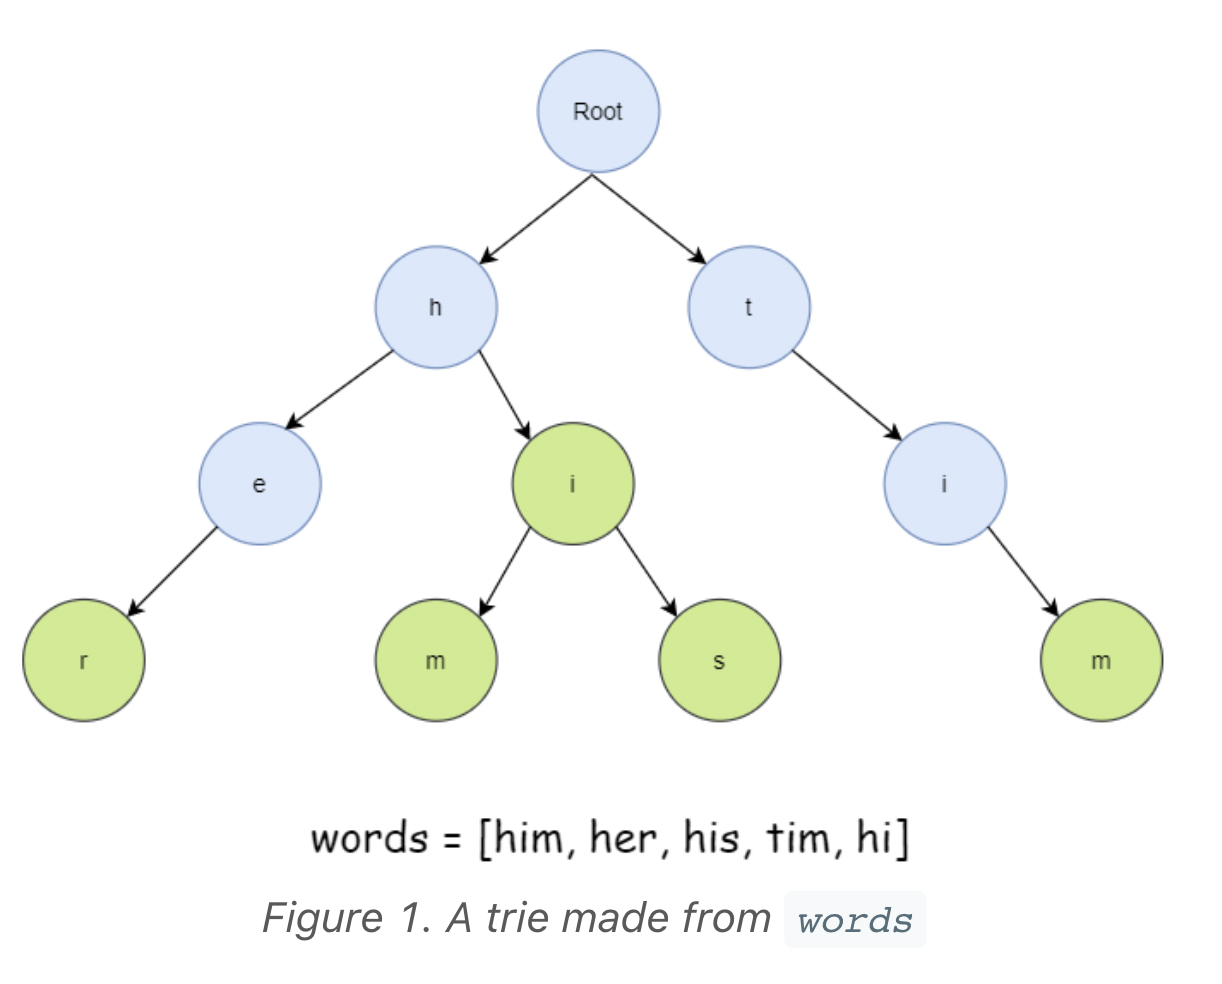 Root
h
t
e
i
i
r
m
s
m
words = [him, her, his, tim, hi]
Figure 1. A trie made from words